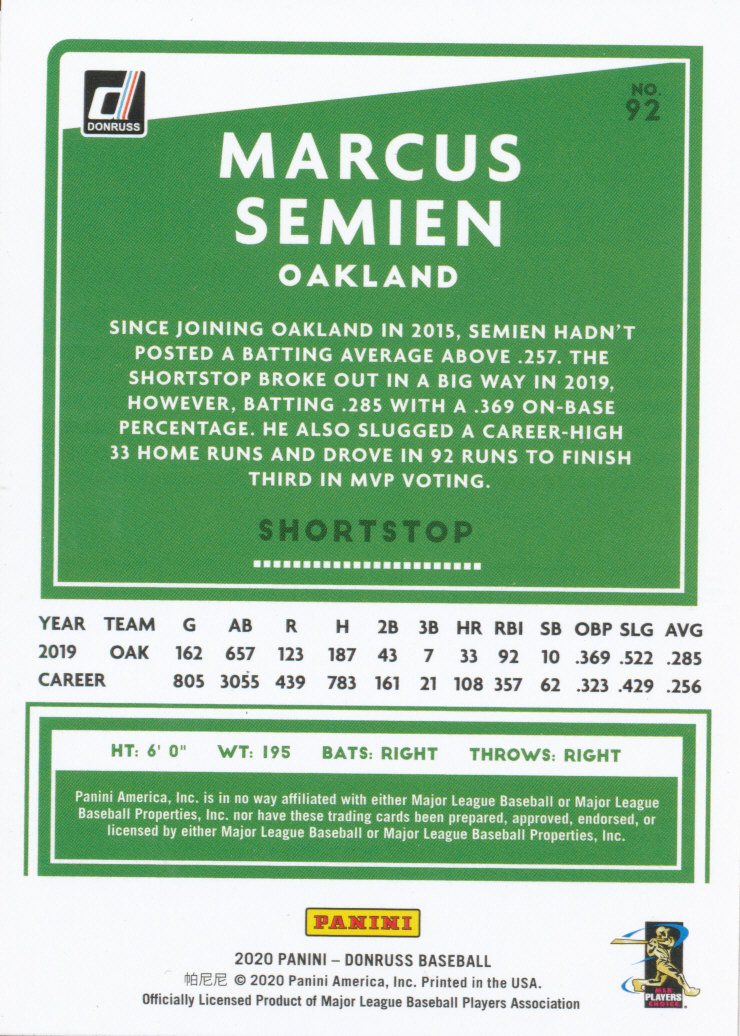 DONRUSS
NO.
92
MARCUS
SEMIEN
OAKLAND
SINCE JOINING OAKLAND IN 2015, SEMIEN HADN'T
POSTED A BATTING AVERAGE ABOVE .257. THE
SHORTSTOP BROKE OUT IN A BIG WAY IN 2019,
HOWEVER, BATTING .285 WITH A .369 ON-BASE
PERCENTAGE. HE ALSO SLUGGED A CAREER-HIGH
33 HOME RUNS AND DROVE IN 92 RUNS TO FINISH
THIRD IN MVP VOTING.
SHORTSTOP
YEAR TEAM G AB R H 2B 3B HR RBI SB OBP SLG AVG
2019 OAK 162 657 123 187 43 7 33 92 10 .369 .522 .285
CAREER 805 3055 439 783 161 21 108 357 62 .323 .429 .256
HT: 6' 0" WT: 195 BATS: RIGHT THROWS: RIGHT
Panini America, Inc. is in no way affiliated with either Major League Baseball or Major League
Baseball Properties, Inc. nor have these trading cards been prepared, approved, endorsed, or
licensed by either Major League Baseball or Major League Baseball Properties, Inc.
PANINI
2020 PANINI – DONRUSS BASEBALL
帕尼尼 © 2020 Panini America, Inc. Printed in the USA.
Officially Licensed Product of Major League Baseball Players Association
MLB
PLAYERS
CHOICE